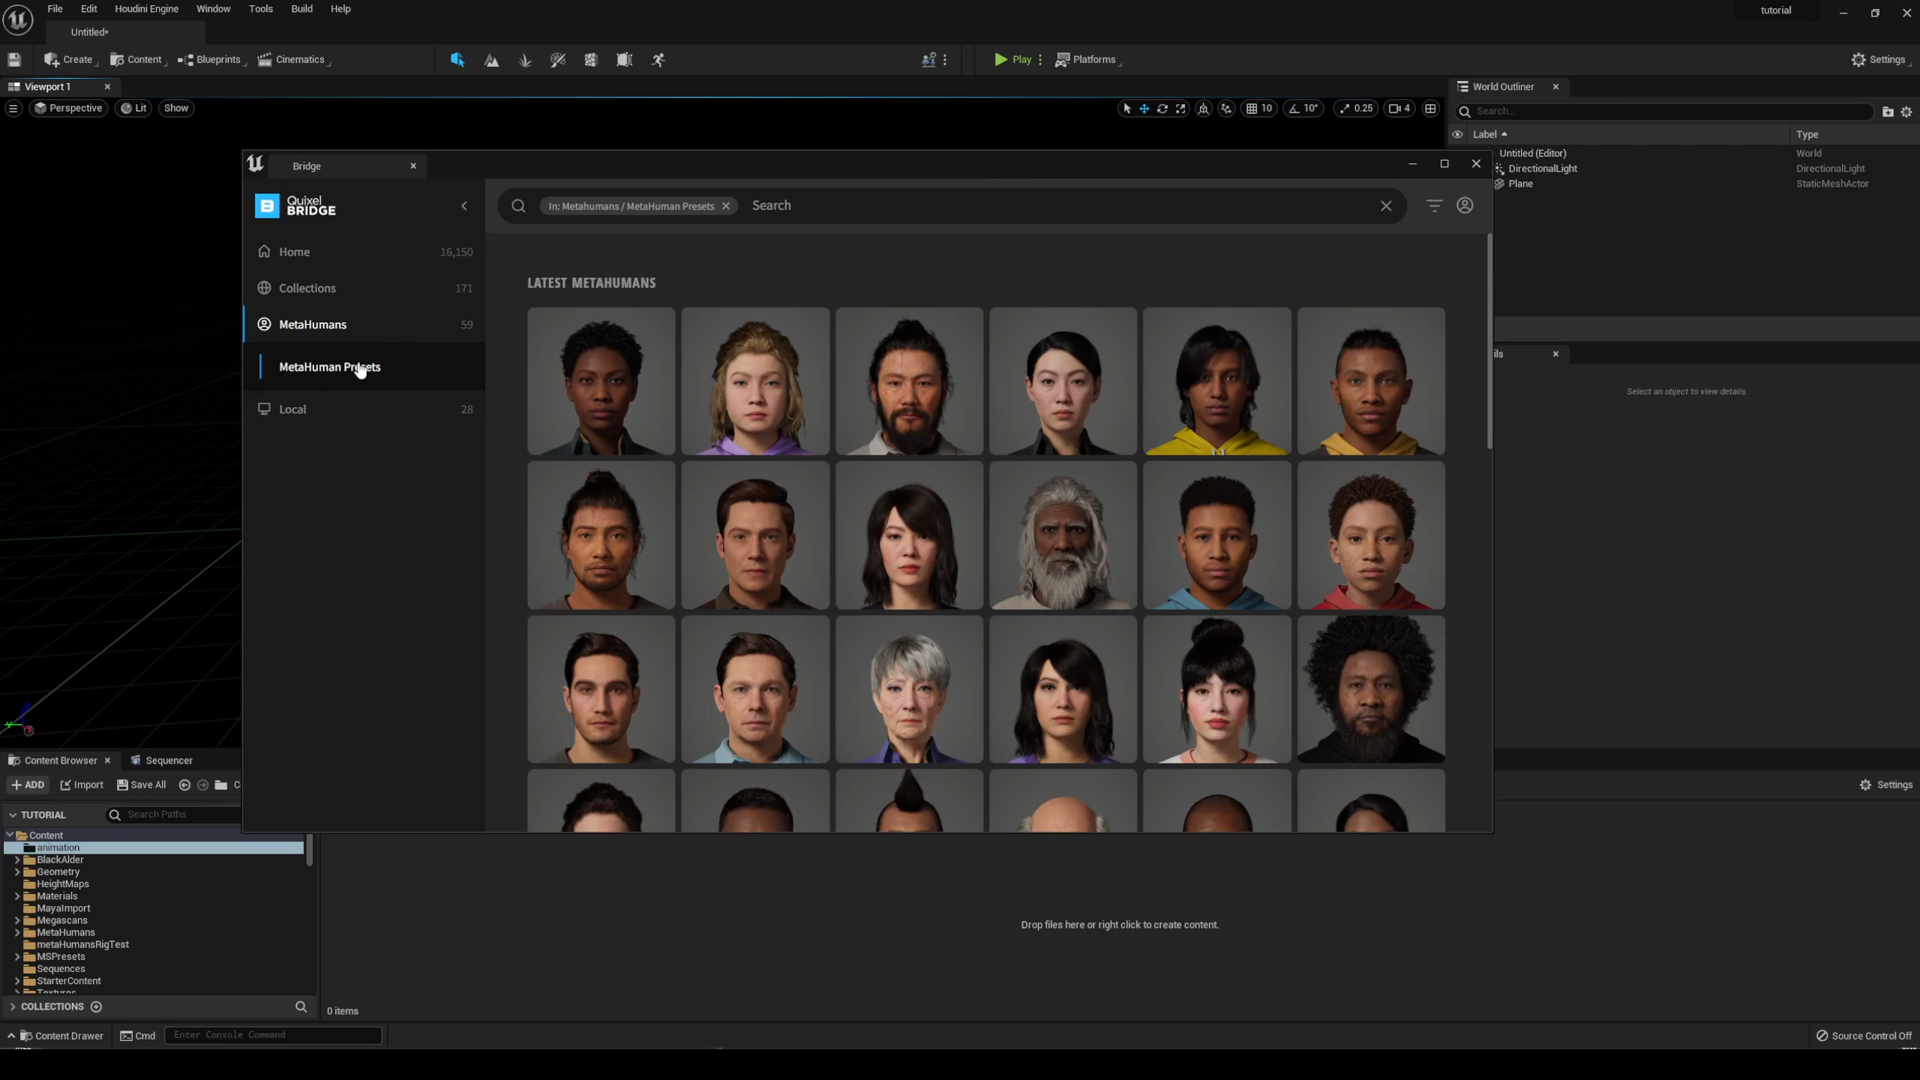 File Edit Houdini Engine Window Tools Build Help
tutorial
Untitled•
Create Content Blueprints Cinematics Play Platforms Settings
Viewport 1
Perspective Lit Show
10 10° 0.25 4
World Outliner
Search...
Label Type
Untitled (Editor) World
DirectionalLight DirectionalLight
Plane StaticMeshActor
Bridge
Quixel
BRIDGE
In: Metahumans / MetaHuman Presets Search
Home 16,150
Collections 171
MetaHumans 59
MetaHuman Presets
Local 28
LATEST METAHUMANS
ils
Select an object to view details.
Content Browser Sequencer
ADD Import Save All C
Settings
TUTORIAL Search Paths
Content
animation
BlackAlder
Geometry
HeightMaps
Materials
MayaImport
Megascans
MetaHumans
metaHumansRigTest
MSPresets
Sequences
StarterContent
Textures
Drop files here or right click to create content.
COLLECTIONS
0 items
Content Drawer Cmd Enter Console Command
Source Control Off